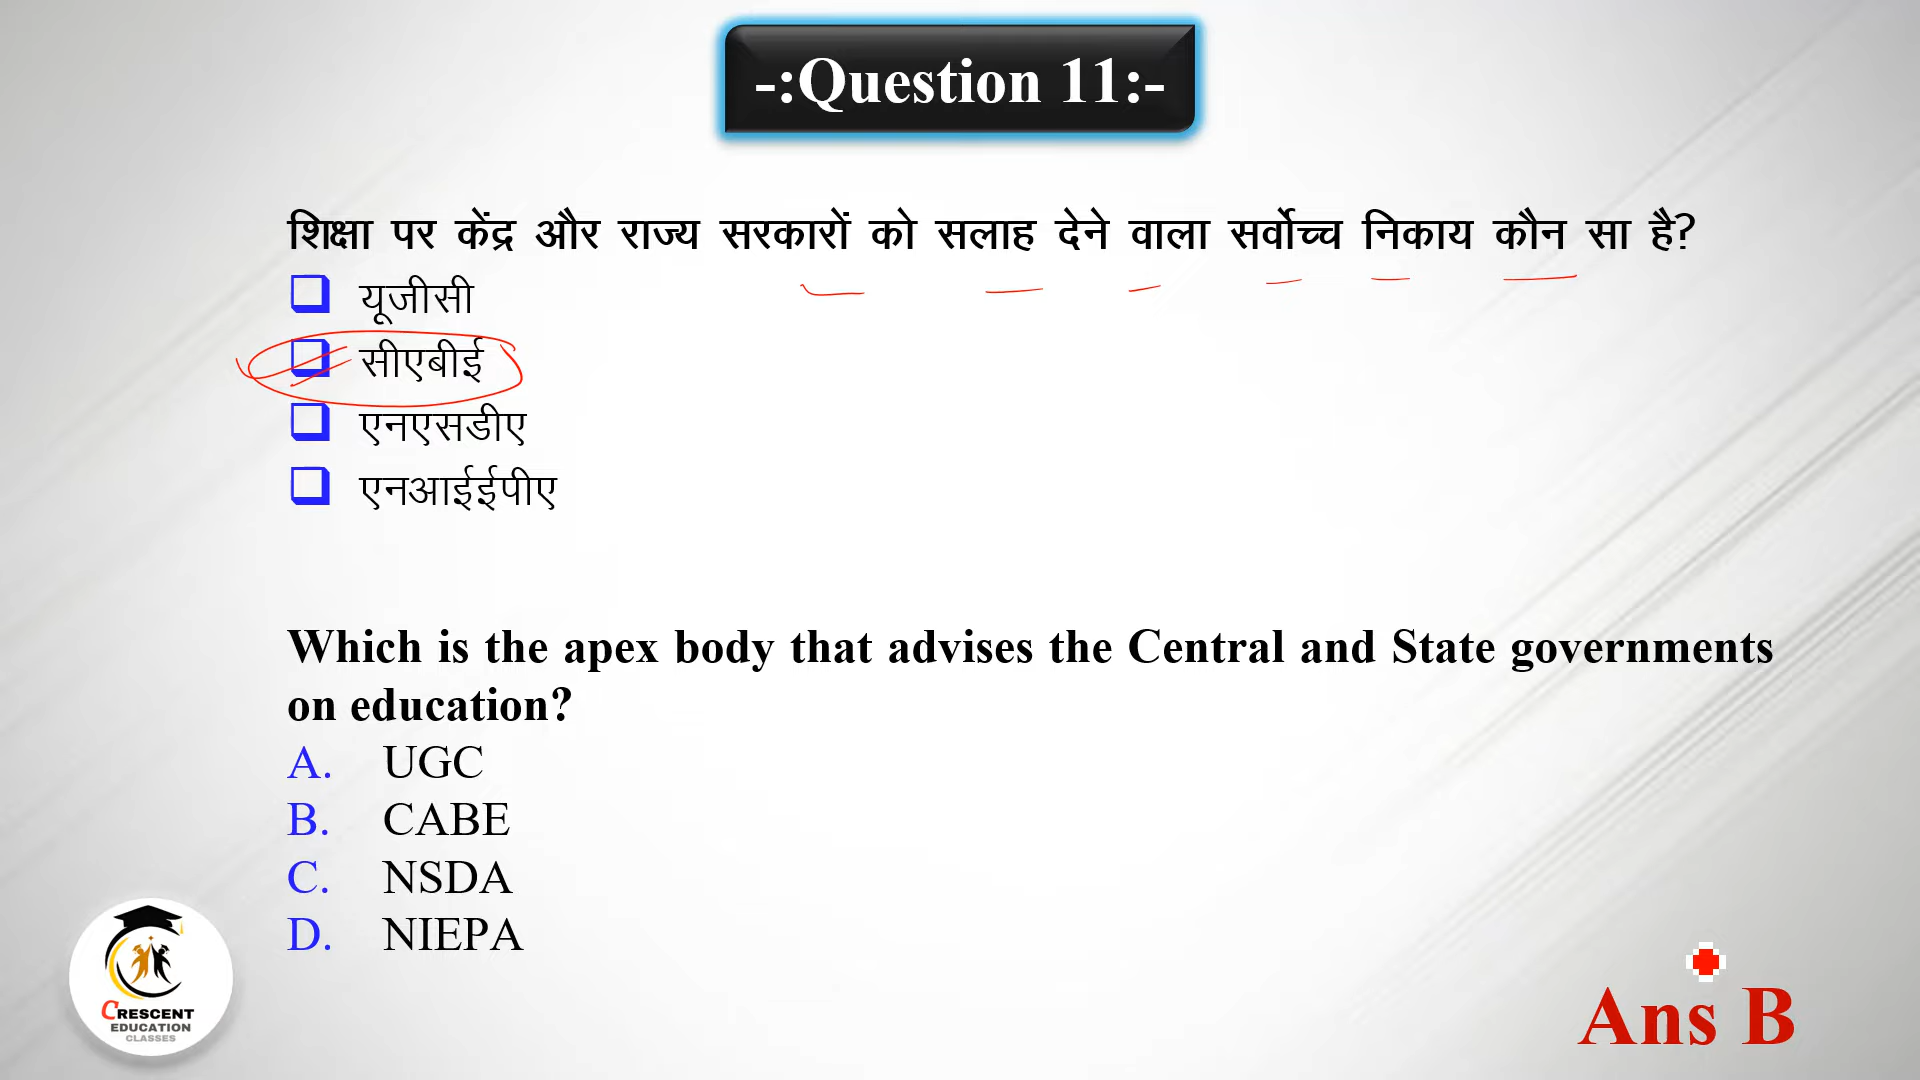 -:Question 11:-
शिक्षा पर केंद्र और राज्य सरकारों को सलाह देने वाला सर्वोच्च निकाय कौन सा है?
यूजीसी
सीएबीई
एनएसडीए
एनआईईपीए
Which is the apex body that advises the Central and State governments
on education?
A. UGC
B. CABE
C. NSDA
D. NIEPA
CRESCENT
EDUCATION
CLASSES
Ans B